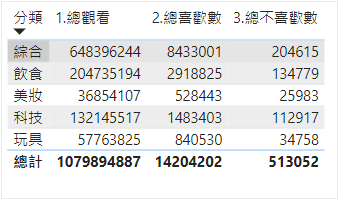 分類 1.總觀看 2.總喜歡數 3.總不喜歡數
綜合 648396244 8433001 204615
飲食 204735194 2918825 134779
美妝 36854107 528443 25983
科技 132145517 1483403 112917
玩具 57763825 840530 34758
總計 1079894887 14204202 513052